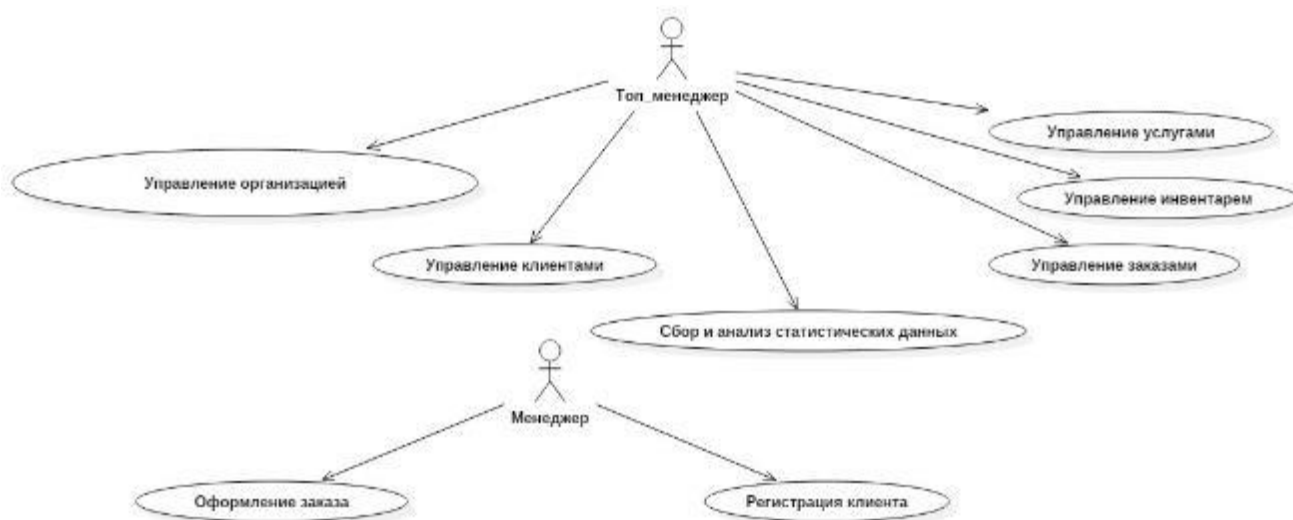 Топ_менеджер
Управление услугами
Управление организацией
Управление инвентарем
Управление клиентами
Управление заказами
Сбор и анализ статистических данных
Менеджер
Оформление заказа
Регистрация клиента